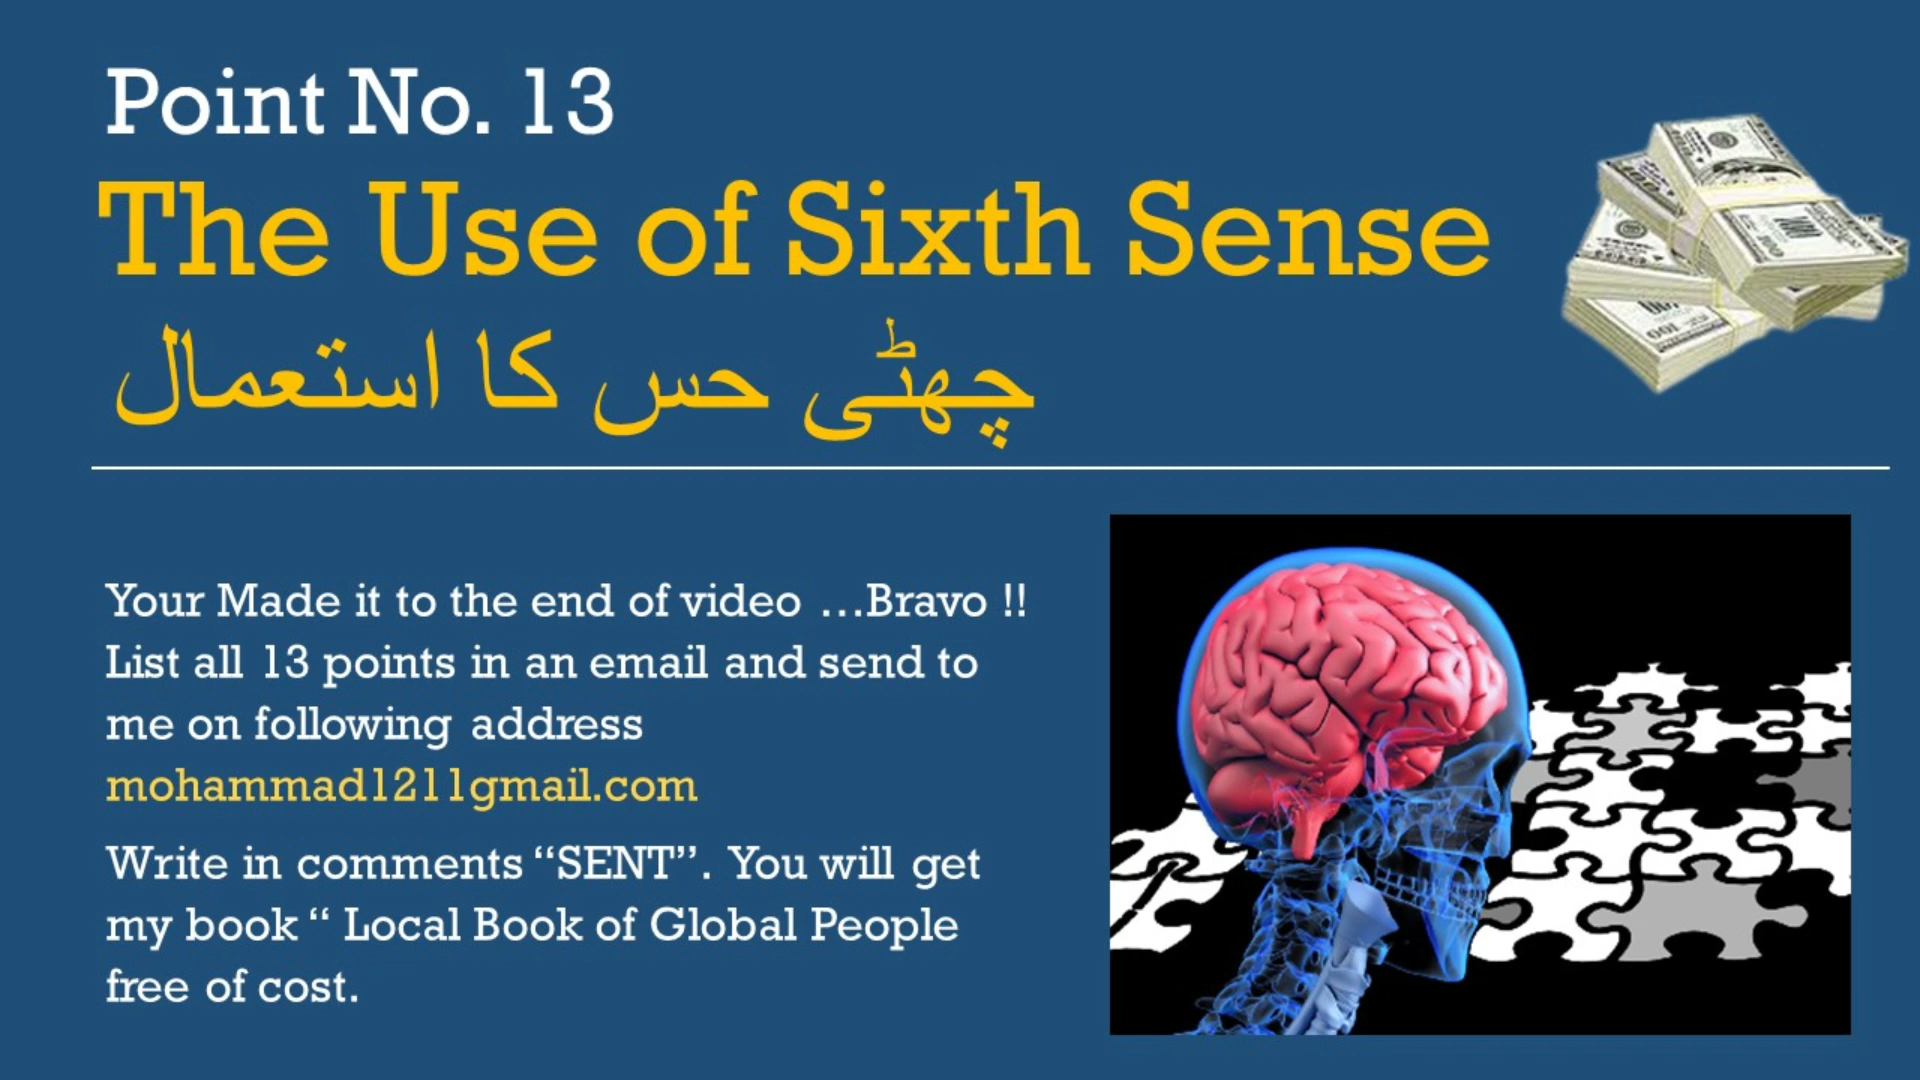 Point No. 13
The Use of Sixth Sense
چھٹی حس کا استعمال
Your Made it to the end of video …Bravo !!
List all 13 points in an email and send to
me on following address
mohammad1211gmail.com
Write in comments “SENT”. You will get
my book “ Local Book of Global People
free of cost.
100